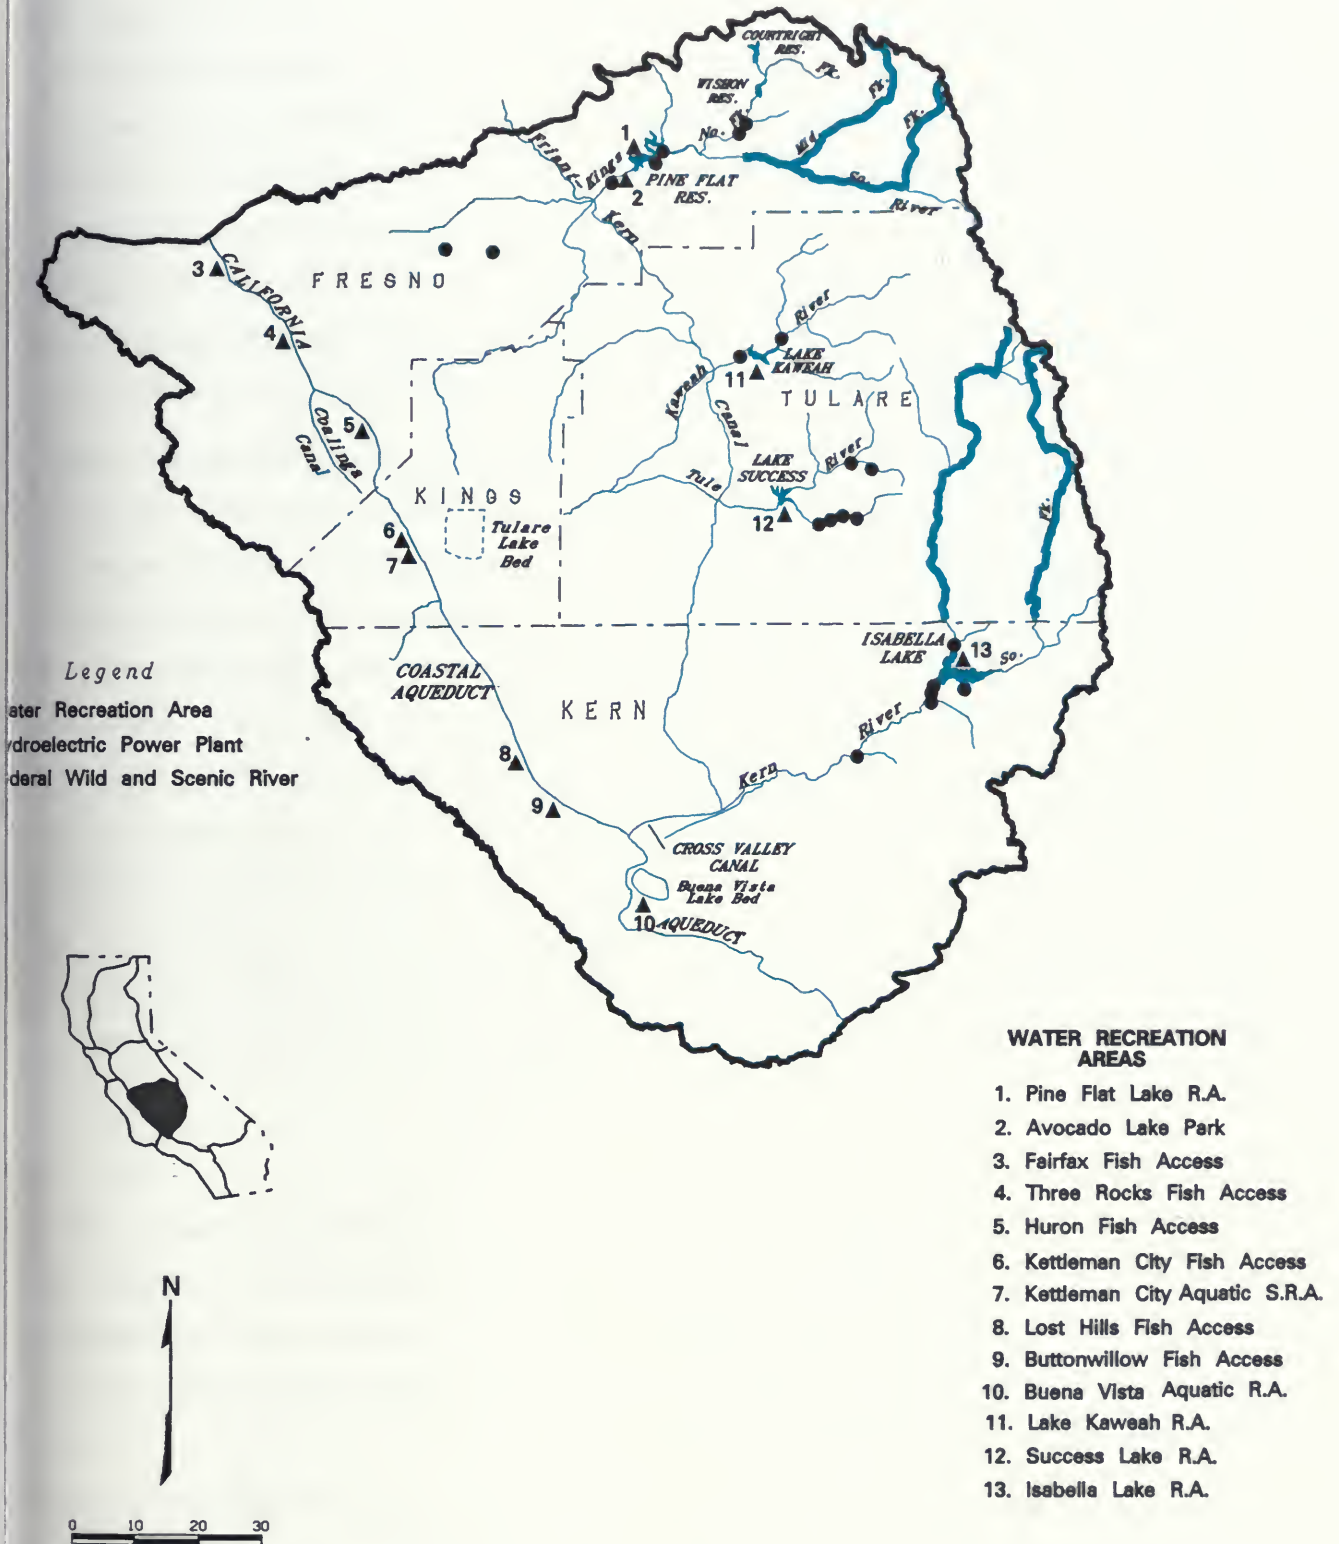 COURTRIGHT
RES.
Fk.
WISHON
RES.
Fk.
Fk.
Fk.
No.
Mid.
So.
River
Friant-
Kings
1
2
PINE FLAT
RES.
Kern
3
CALIFORNIA
FRESNO
4
River
LAKE
KAWEAH
11
Kaweah
TULARE
Canal
5
Coalinga
Canal
LAKE
SUCCESS
River
Tule
12
KINGS
Tulare
Lake
Bed
6
7
Fk.
ISABELLA
LAKE
13
So.
COASTAL
AQUEDUCT
KERN
River
8
Kern
9
CROSS VALLEY
CANAL
Buena Vista
Lake Bed
10
AQUEDUCT
Legend
ater Recreation Area
ydroelectric Power Plant
deral Wild and Scenic River
N
0 10 20 30
WATER RECREATION
AREAS
1. Pine Flat Lake R.A.
2. Avocado Lake Park
3. Fairfax Fish Access
4. Three Rocks Fish Access
5. Huron Fish Access
6. Kettleman City Fish Access
7. Kettleman City Aquatic S.R.A.
8. Lost Hills Fish Access
9. Buttonwillow Fish Access
10. Buena Vista Aquatic R.A.
11. Lake Kaweah R.A.
12. Success Lake R.A.
13. Isabella Lake R.A.